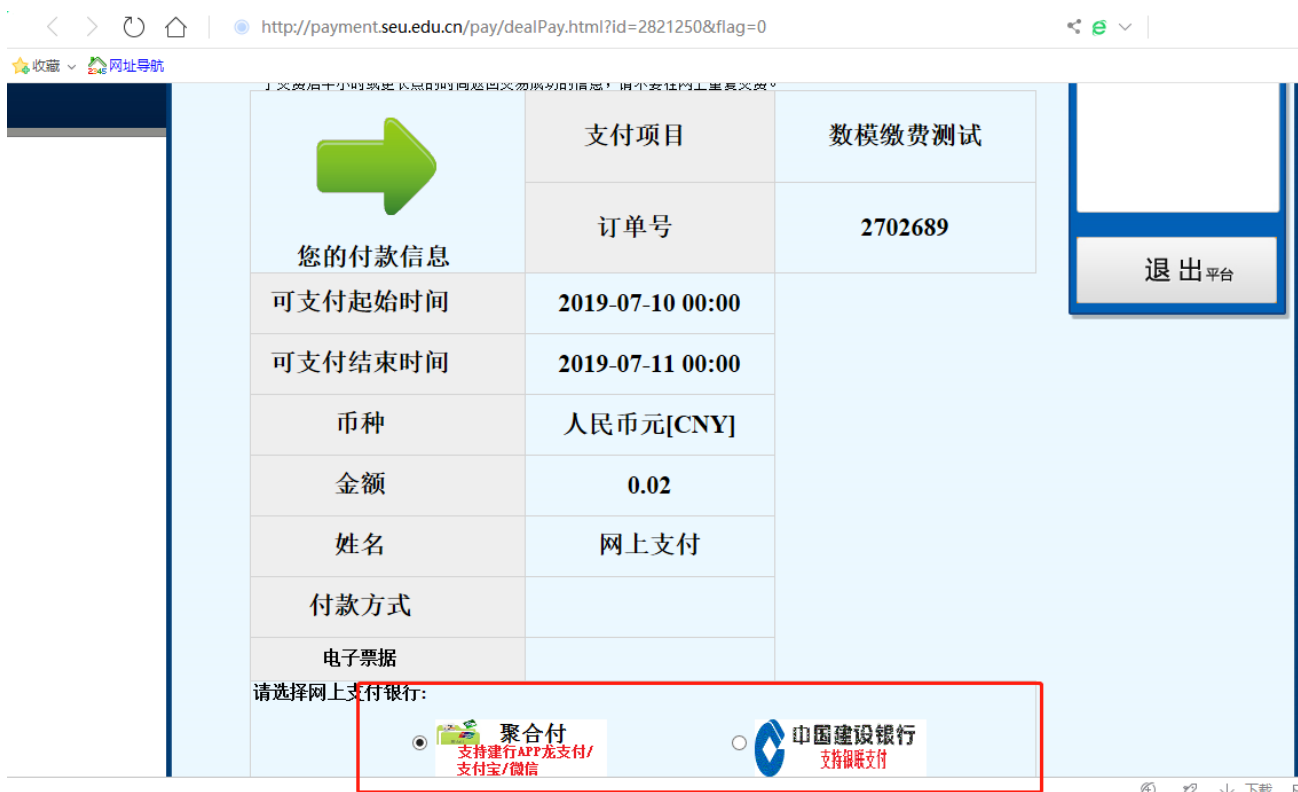 http://payment.seu.edu.cn/pay/dealPay.html?id=2821250&flag=0
收藏
2345 网址导航
支付项目 数模缴费测试
订单号 2702689
您的付款信息
退 出平台
可支付起始时间 2019-07-10 00:00
可支付结束时间 2019-07-11 00:00
币种 人民币元[CNY]
金额 0.02
姓名 网上支付
付款方式
电子票据
请选择网上支付银行:
聚合付
支持建行APP龙支付/
支付宝/微信
中国建设银行
支持银联支付
下载